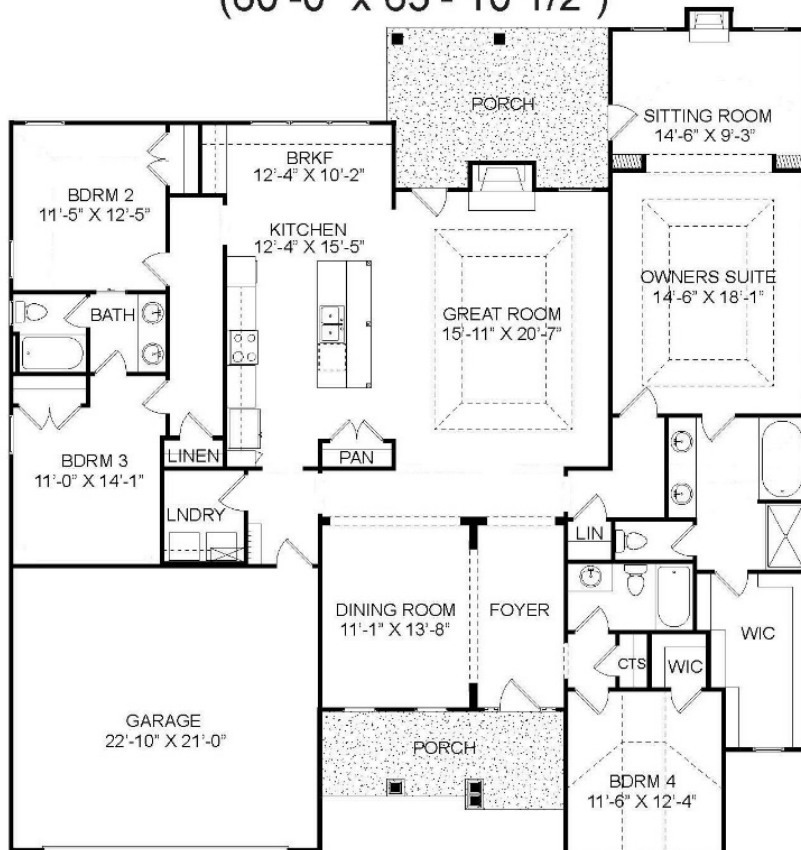 PORCH
SITTING ROOM
14'-6" X 9'-3"
BRKF
12'-4" X 10'-2"
BDRM 2
11'-5" X 12'-5"
KITCHEN
12'-4" X 15'-5"
OWNERS SUITE
14'-6" X 18'-1"
BATH
GREAT ROOM
15'-11" X 20'-7"
LINEN
PAN
BDRM 3
11'-0" X 14'-1"
LNDRY
LIN
DINING ROOM
11'-1" X 13'-8"
FOYER
WIC
CTS
WIC
GARAGE
22'-10" X 21'-0"
PORCH
BDRM 4
11'-6" X 12'-4"